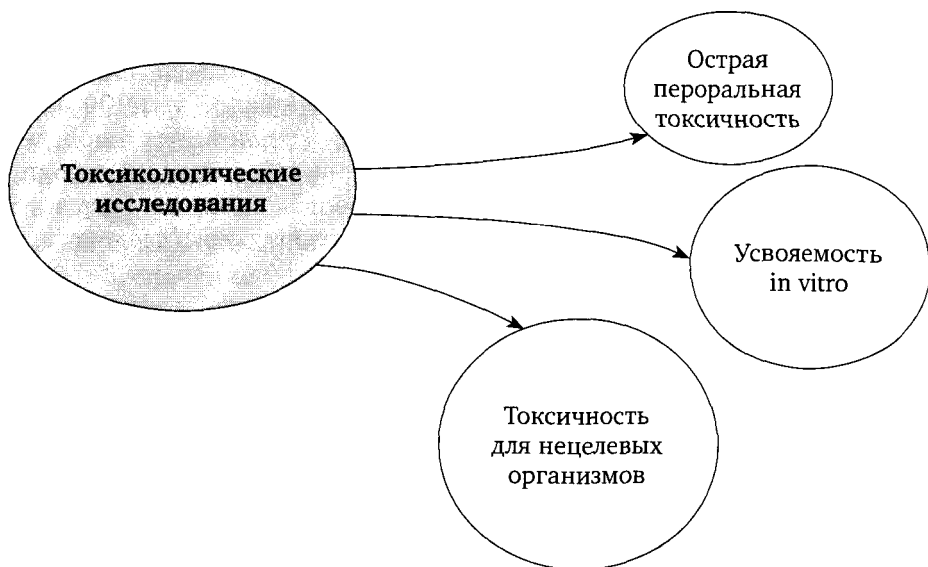 Токсикологические
исследования
Острая
пероральная
токсичность
Усвояемость
in vitro
Токсичность
для нецелевых
организмов